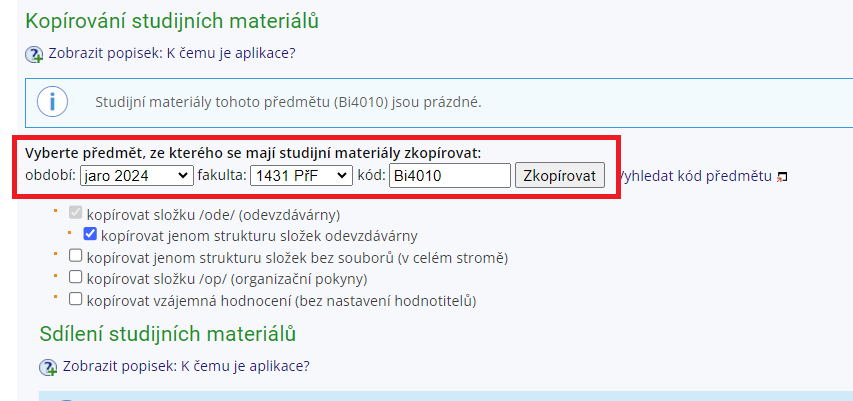 Kopírování studijních materiálů
Zobrazit popisek: K čemu je aplikace?
Studijní materiály tohoto předmětu (Bi4010) jsou prázdné.
Vyberte předmět, ze kterého se mají studijní materiály zkopírovat:
období: jaro 2024 fakulta: 1431 PřF kód: Bi4010 Zkopírovat Vyhledat kód předmětu
kopírovat složku /ode/ (odevzdávárny)
kopírovat jenom strukturu složek odevzdávárny
kopírovat jenom strukturu složek bez souborů (v celém stromě)
kopírovat složku /op/ (organizační pokyny)
kopírovat vzájemná hodnocení (bez nastavení hodnotitelů)
Sdílení studijních materiálů
Zobrazit popisek: K čemu je aplikace?